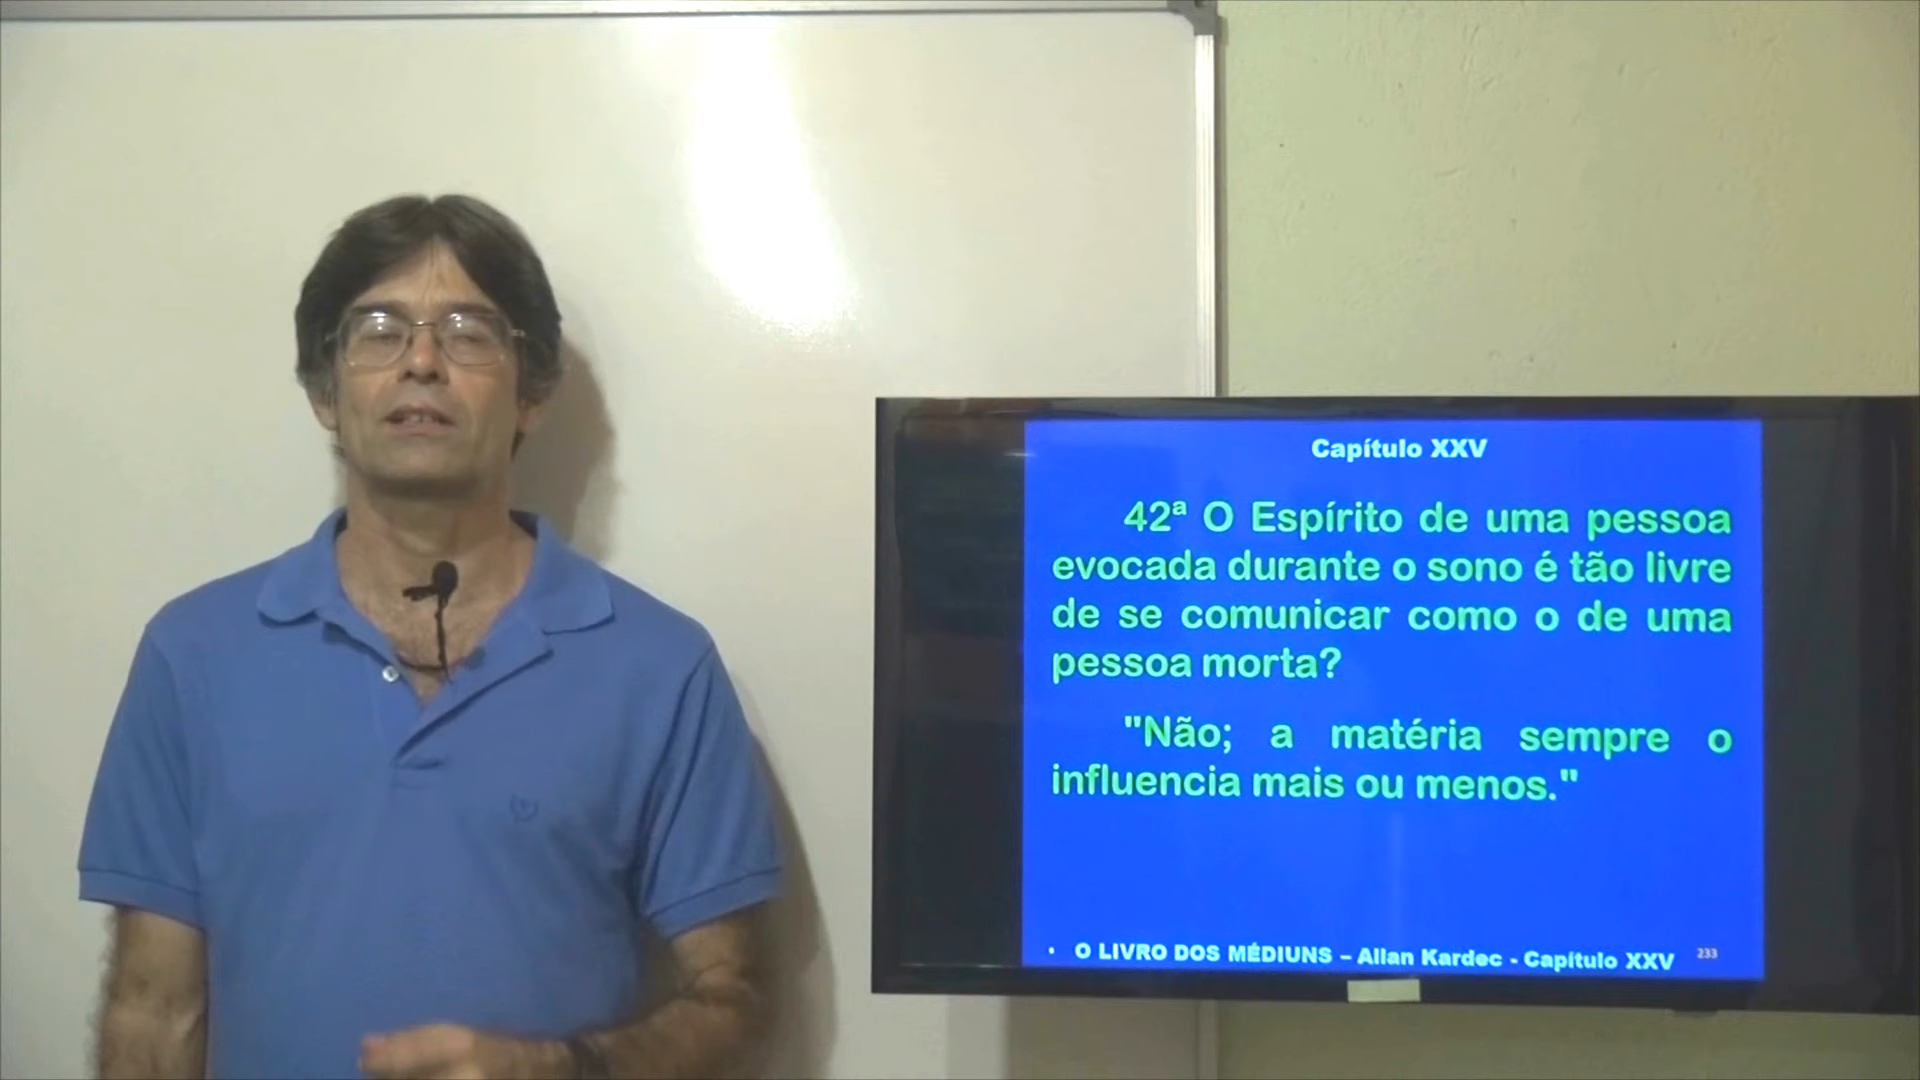 Capítulo XXV
42ª O Espírito de uma pessoa
evocada durante o sono é tão livre
de se comunicar como o de uma
pessoa morta?
"Não; a matéria sempre o
influencia mais ou menos."
• O LIVRO DOS MÉDIUNS – Allan Kardec - Capítulo XXV 233